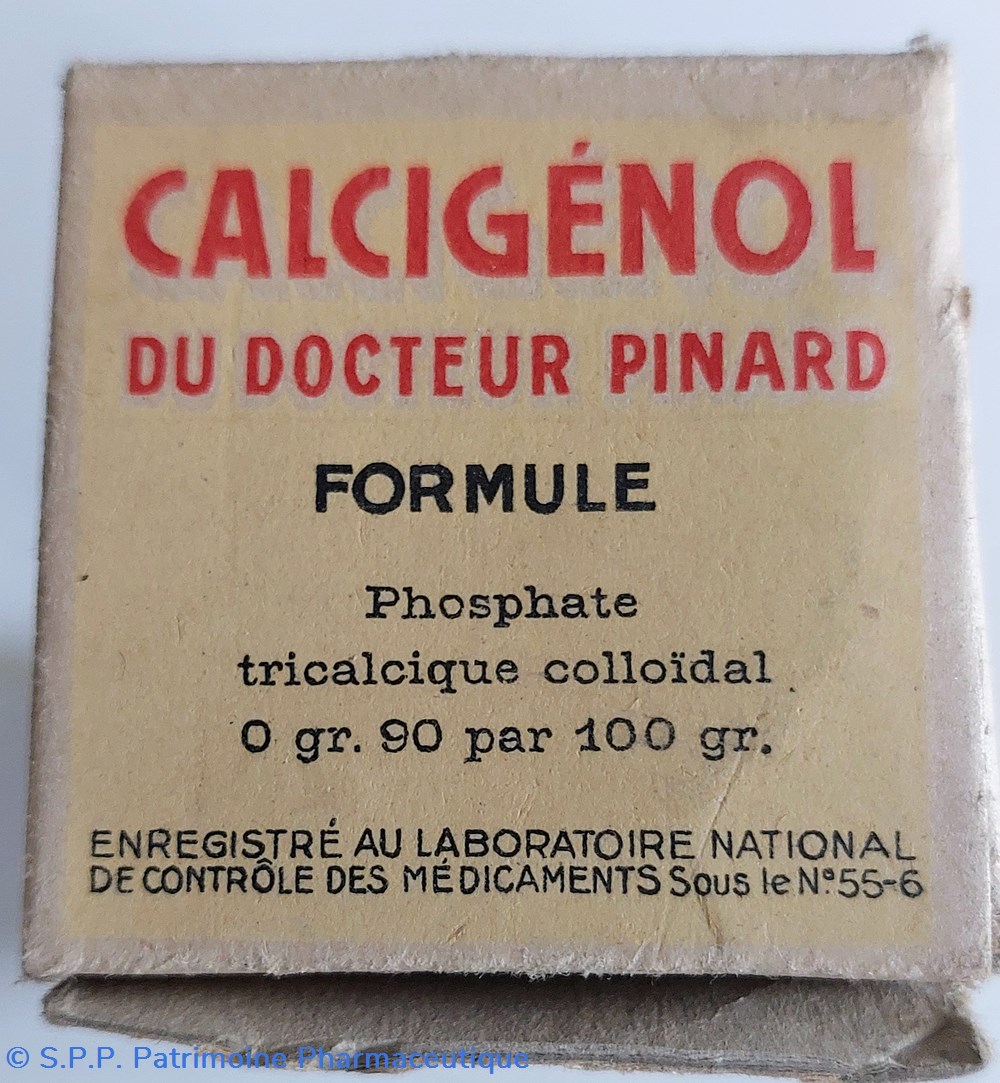 CALCIGÉNOL
DU DOCTEUR PINARD
FORMULE
Phosphate
tricalcique colloïdal
0 gr. 90 par 100 gr.
ENREGISTRÉ AU LABORATOIRE NATIONAL
DE CONTRÔLE DES MÉDICAMENTS Sous le N° 55-6
© S.P.P. Patrimoine Pharmaceutique